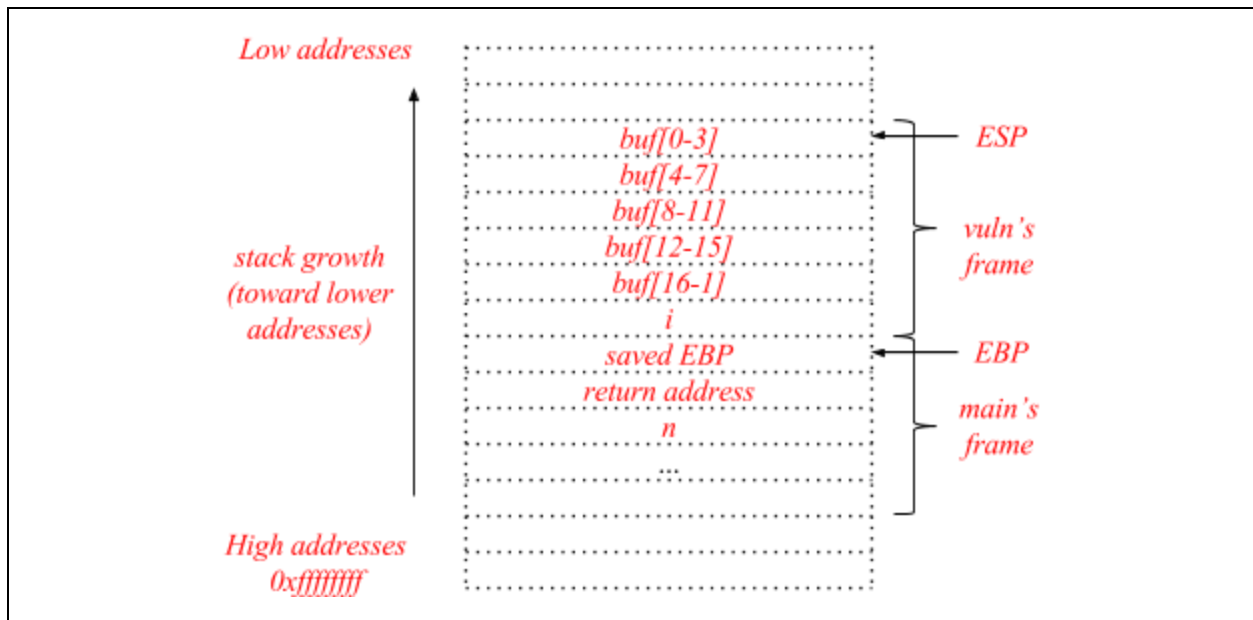 Low addresses
buf[0-3]
ESP
buf[4-7]
buf[8-11]
vuln's
frame
buf[12-15]
stack growth
(toward lower
addresses)
buf[16-1]
i
saved EBP
EBP
return address
main's
frame
n
...
High addresses
0xffffffff